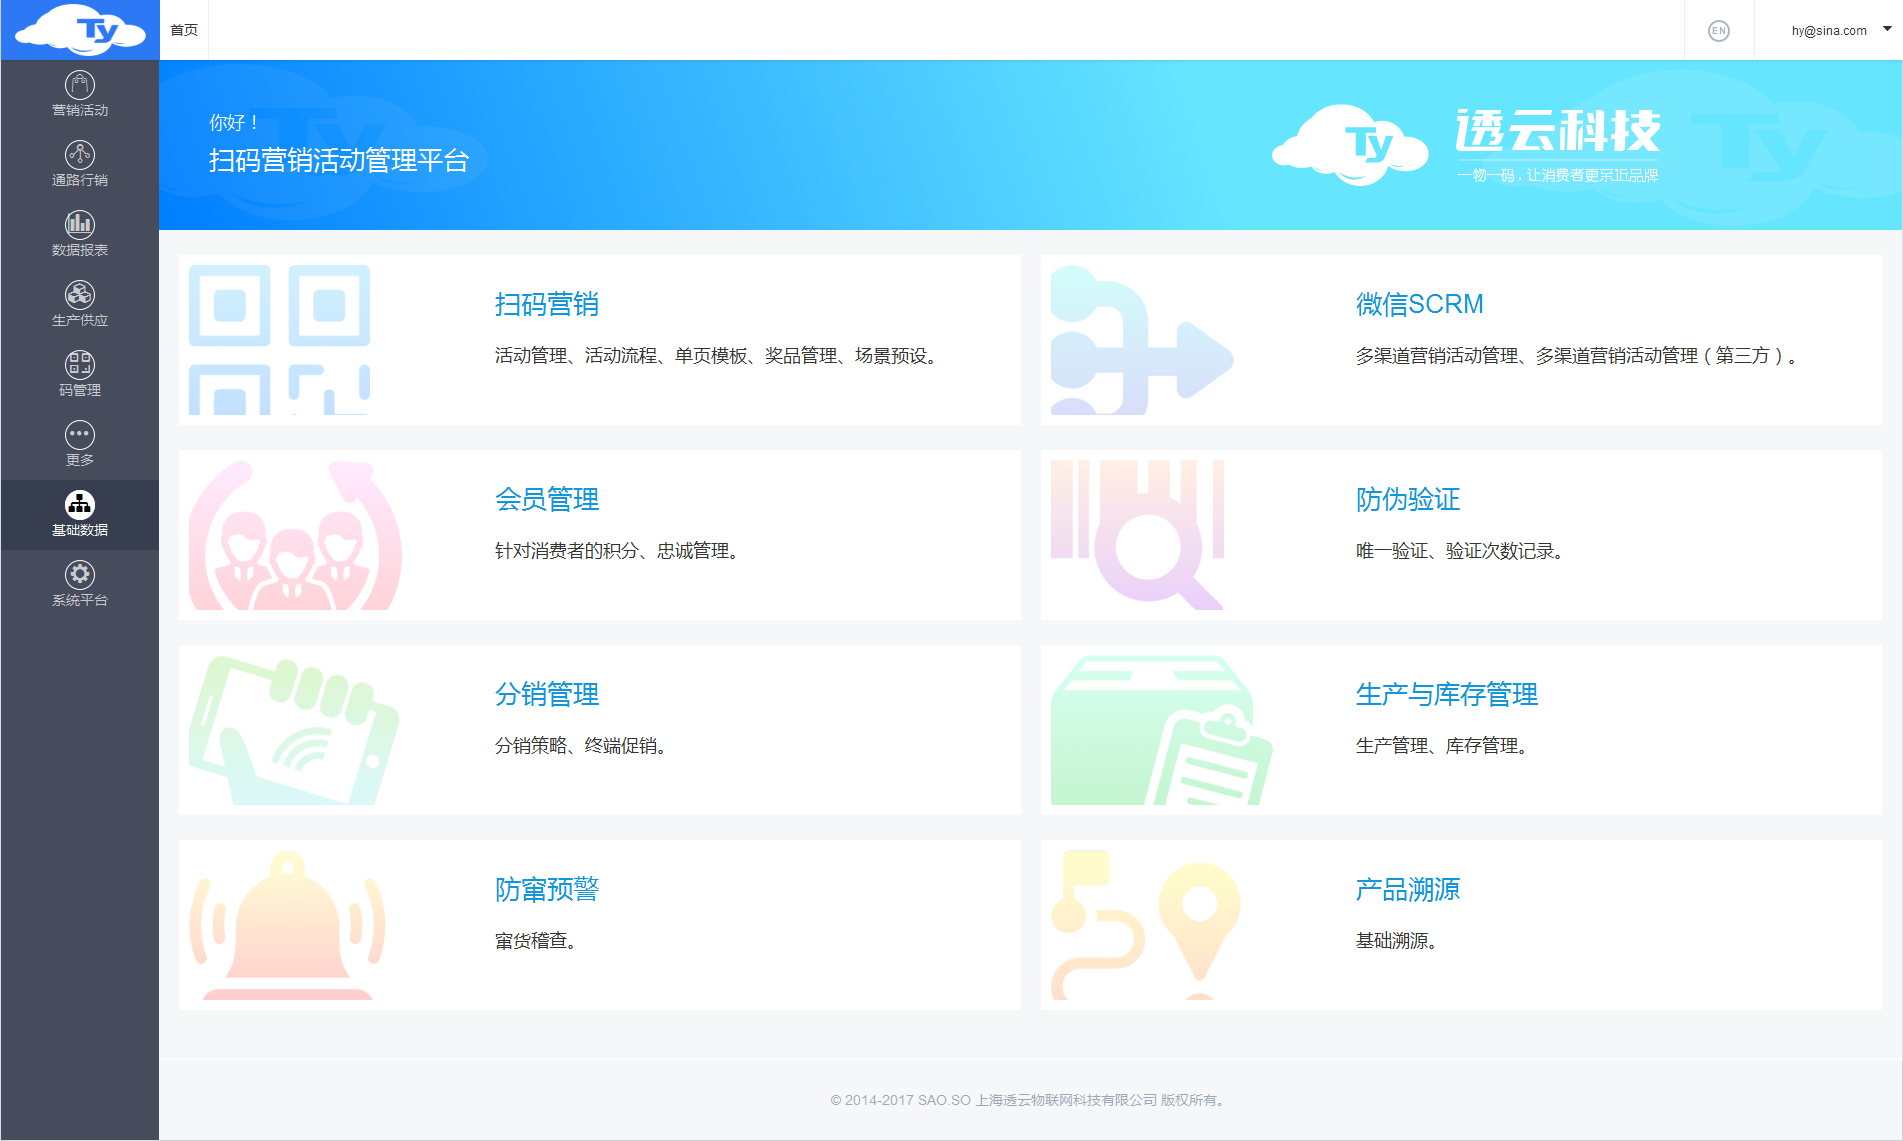 Ty
首页
EN
hy@sina.com
营销活动
通路行销
数据报表
生产供应
码管理
更多
基础数据
系统平台
你好！
扫码营销活动管理平台
Ty
透云科技
一物一码，让消费者更亲近品牌
扫码营销
活动管理、活动流程、单页模板、奖品管理、场景预设。
微信SCRM
多渠道营销活动管理、多渠道营销活动管理（第三方）。
会员管理
针对消费者的积分、忠诚管理。
防伪验证
唯一验证、验证次数记录。
分销管理
分销策略、终端促销。
生产与库存管理
生产管理、库存管理。
防窜预警
窜货稽查。
产品溯源
基础溯源。
© 2014-2017 SAO.SO 上海透云物联网科技有限公司 版权所有。